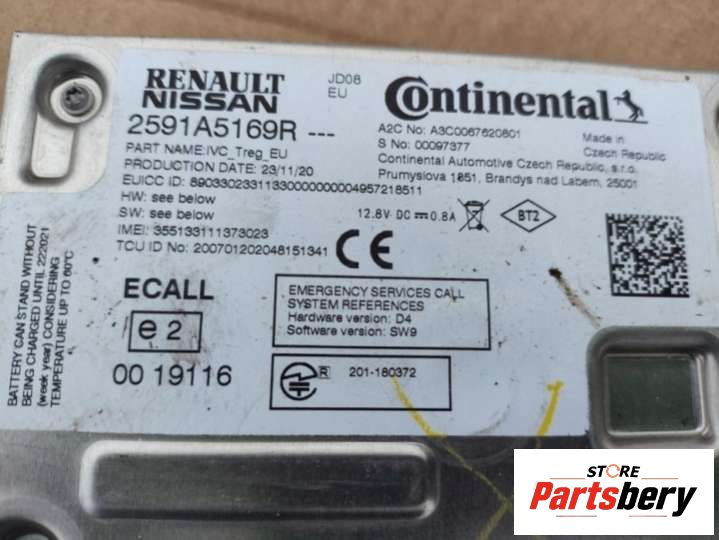 RENAULT
NISSAN
JD08
EU
Continental
2591A5169R ---
A2C No: A3C0067620801
S No: 00097377
Made in
Czech Republic
PART NAME:IVC_Treg_EU
Continental Automotive Czech Republic, s.r.o.
PRODUCTION DATE: 23/11/20
Prumyslova 1851, Brandys nad Labem, 25001
EUICC ID: 89033023311330000000004957218511
HW: see below
SW: see below
12.8V DC 0.8A
BT2
IMEI: 355133111373023
TCU ID No: 200701202048151341
CE
BATTERY CAN STAND WITHOUT
BEING CHARGED UNTIL 222021
(week year) CONSIDERING
TEMPERATURE UP TO 60°C
ECALL
e 2
00 19116
EMERGENCY SERVICES CALL
SYSTEM REFERENCES
Hardware version: D4
Software version: SW9
R 201-180372
STORE
Partsbery